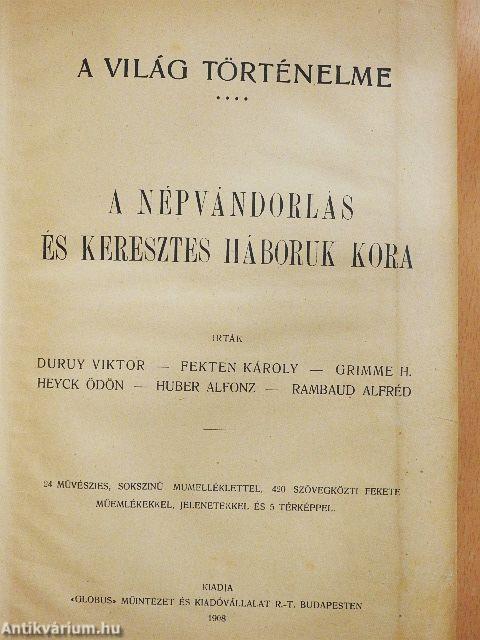 A VILÁG TÖRTÉNELME
••••
A NÉPVÁNDORLÁS
ÉS KERESZTES HÁBORUK KORA
IRTÁK
DURUY VIKTOR — FEKTEN KÁROLY — GRIMME H.
HEYCK ÖDÖN — HUBER ALFONZ — RAMBAUD ALFRÉD
24 MŰVÉSZIES, SOKSZINŰ MUMELLÉKLETTEL, 420 SZÖVEGKÖZTI FEKETE
MŰEMLÉKEKKEL, JELENETEKKEL ÉS 5 TÉRKÉPPEL.
KIADJA
«GLOBUS» MŰINTÉZET ÉS KIADÓVÁLLALAT R.-T. BUDAPESTEN
1908
Antikvárium.hu